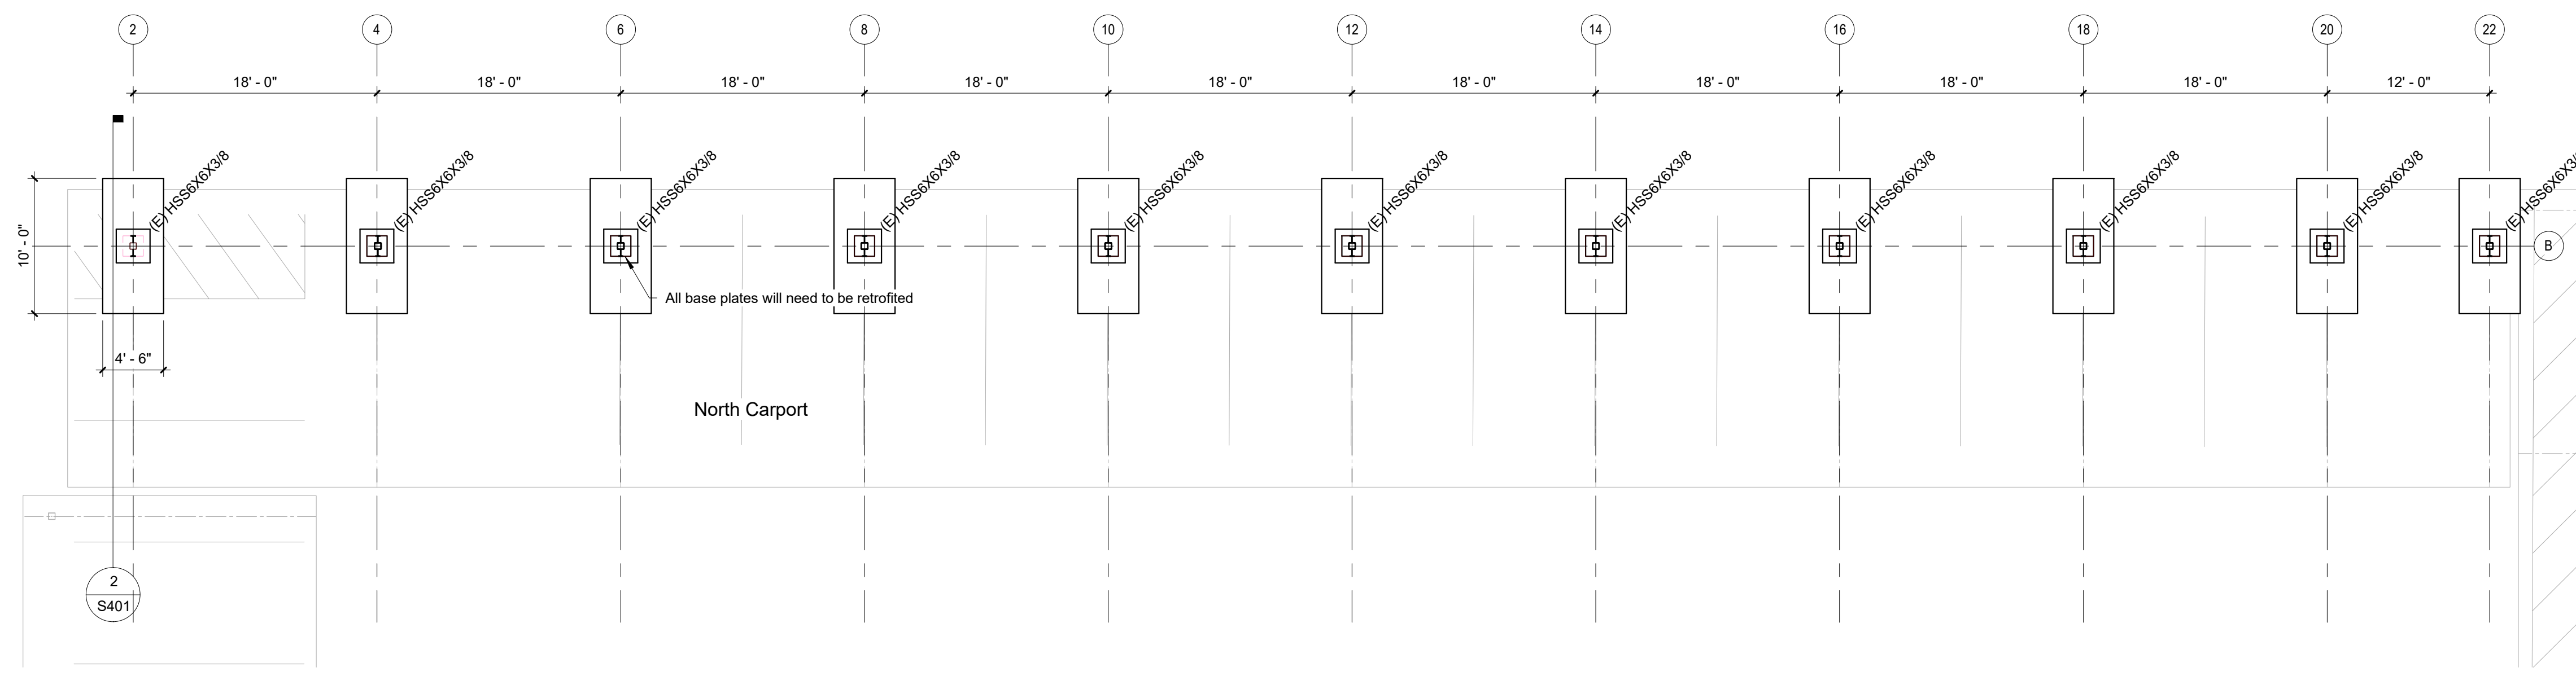 2 4 6 8 10 12 14 16 18 20 22
18' - 0" 18' - 0" 18' - 0" 18' - 0" 18' - 0" 18' - 0" 18' - 0" 18' - 0" 18' - 0" 12' - 0"
(E) HSS6X6X3/8
(E) HSS6X6X3/8
(E) HSS6X6X3/8
(E) HSS6X6X3/8
(E) HSS6X6X3/8
(E) HSS6X6X3/8
(E) HSS6X6X3/8
(E) HSS6X6X3/8
(E) HSS6X6X3/8
(E) HSS6X6X3/8
(E) HSS6X6X3/8
10' - 0"
B
All base plates will need to be retrofited
4' - 6"
North Carport
2
S401